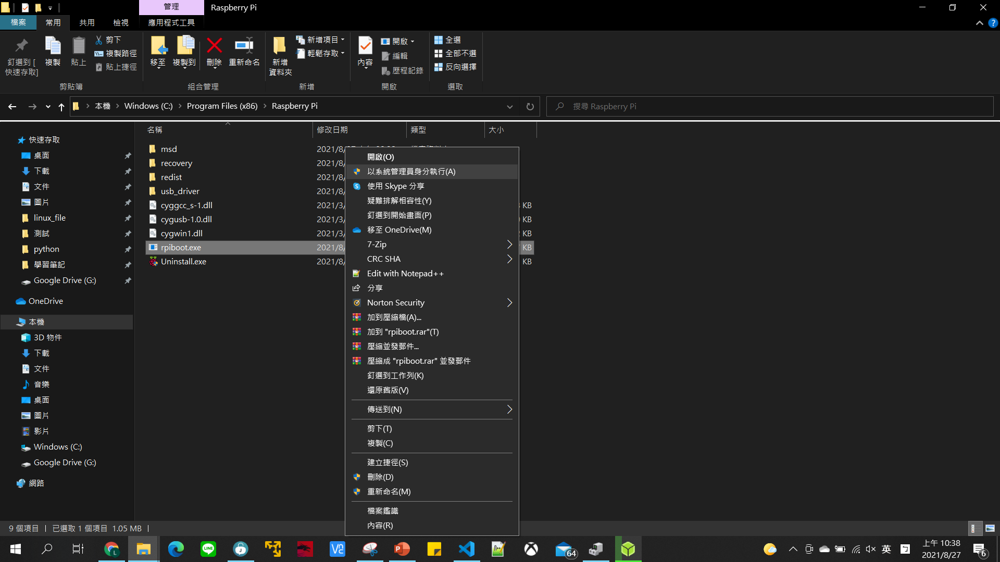 管理
Raspberry Pi
檔案
常用
共用
檢視
應用程式工具
釘選到 [
快速存取]
複製
貼上
剪下
複製路徑
貼上捷徑
剪貼簿
移至
複製到
刪除
重新命名
組合管理
新增
資料夾
新增項目
輕鬆存取
新增
內容
開啟
編輯
歷程記錄
開啟
全選
全部不選
反向選擇
選取
本機 Windows (C:) Program Files (x86) Raspberry Pi
搜尋 Raspberry Pi
名稱 修改日期 類型 大小
msd
recovery 2021/8/
redist 2021/8/
usb_driver 2021/8/
cyggcc_s-1.dll 2021/3/ KB
cygusb-1.0.dll 2021/3/ KB
cygwin1.dll 2021/3/ KB
rpiboot.exe 2021/8/ KB
Uninstall.exe 2021/8/ KB
快速存取
桌面
下載
文件
圖片
linux_file
測試
python
學習筆記
Google Drive (G:)
OneDrive
本機
3D 物件
下載
文件
音樂
桌面
圖片
影片
Windows (C:)
Google Drive (G:)
網路
開啟(O)
以系統管理員身分執行(A)
使用 Skype 分享
疑難排解相容性(Y)
釘選到開始畫面(P)
移至 OneDrive(M)
7-Zip
CRC SHA
Edit with Notepad++
分享
Norton Security
加到壓縮檔(A)...
加到 "rpiboot.rar"(T)
壓縮並發郵件...
壓縮成 "rpiboot.rar" 並發郵件
釘選到工作列(K)
還原舊版(V)
傳送到(N)
剪下(T)
複製(C)
建立捷徑(S)
刪除(D)
重新命名(M)
檔案鑑識
內容(R)
9 個項目
已選取 1 個項目 1.05 MB
64
英
上午 10:38
2021/8/27
6